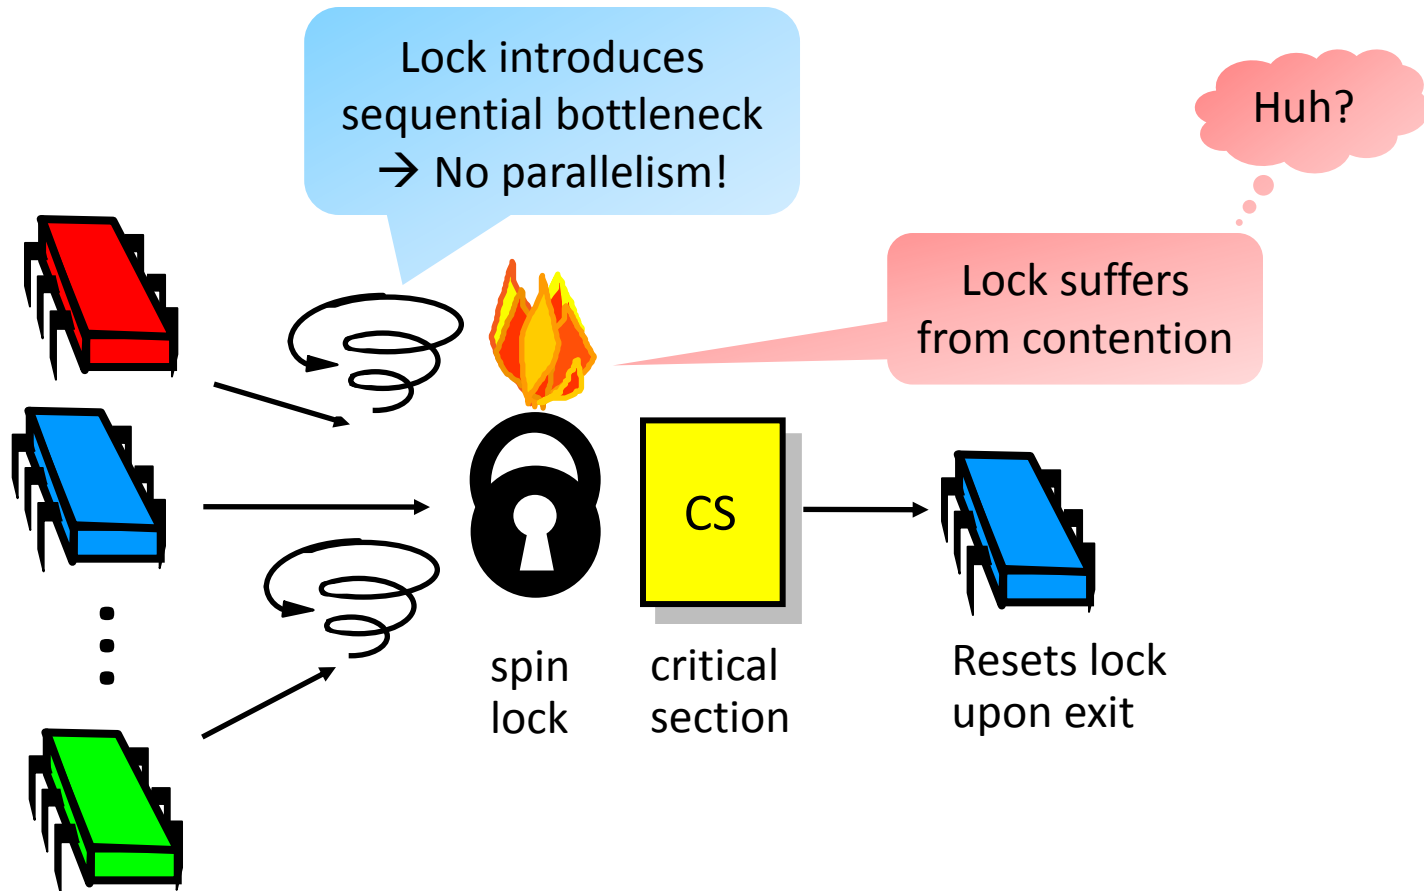 Lock introduces
sequential bottleneck
→ No parallelism!
Huh?
Lock suffers
from contention
CS
spin
lock
critical
section
Resets lock
upon exit